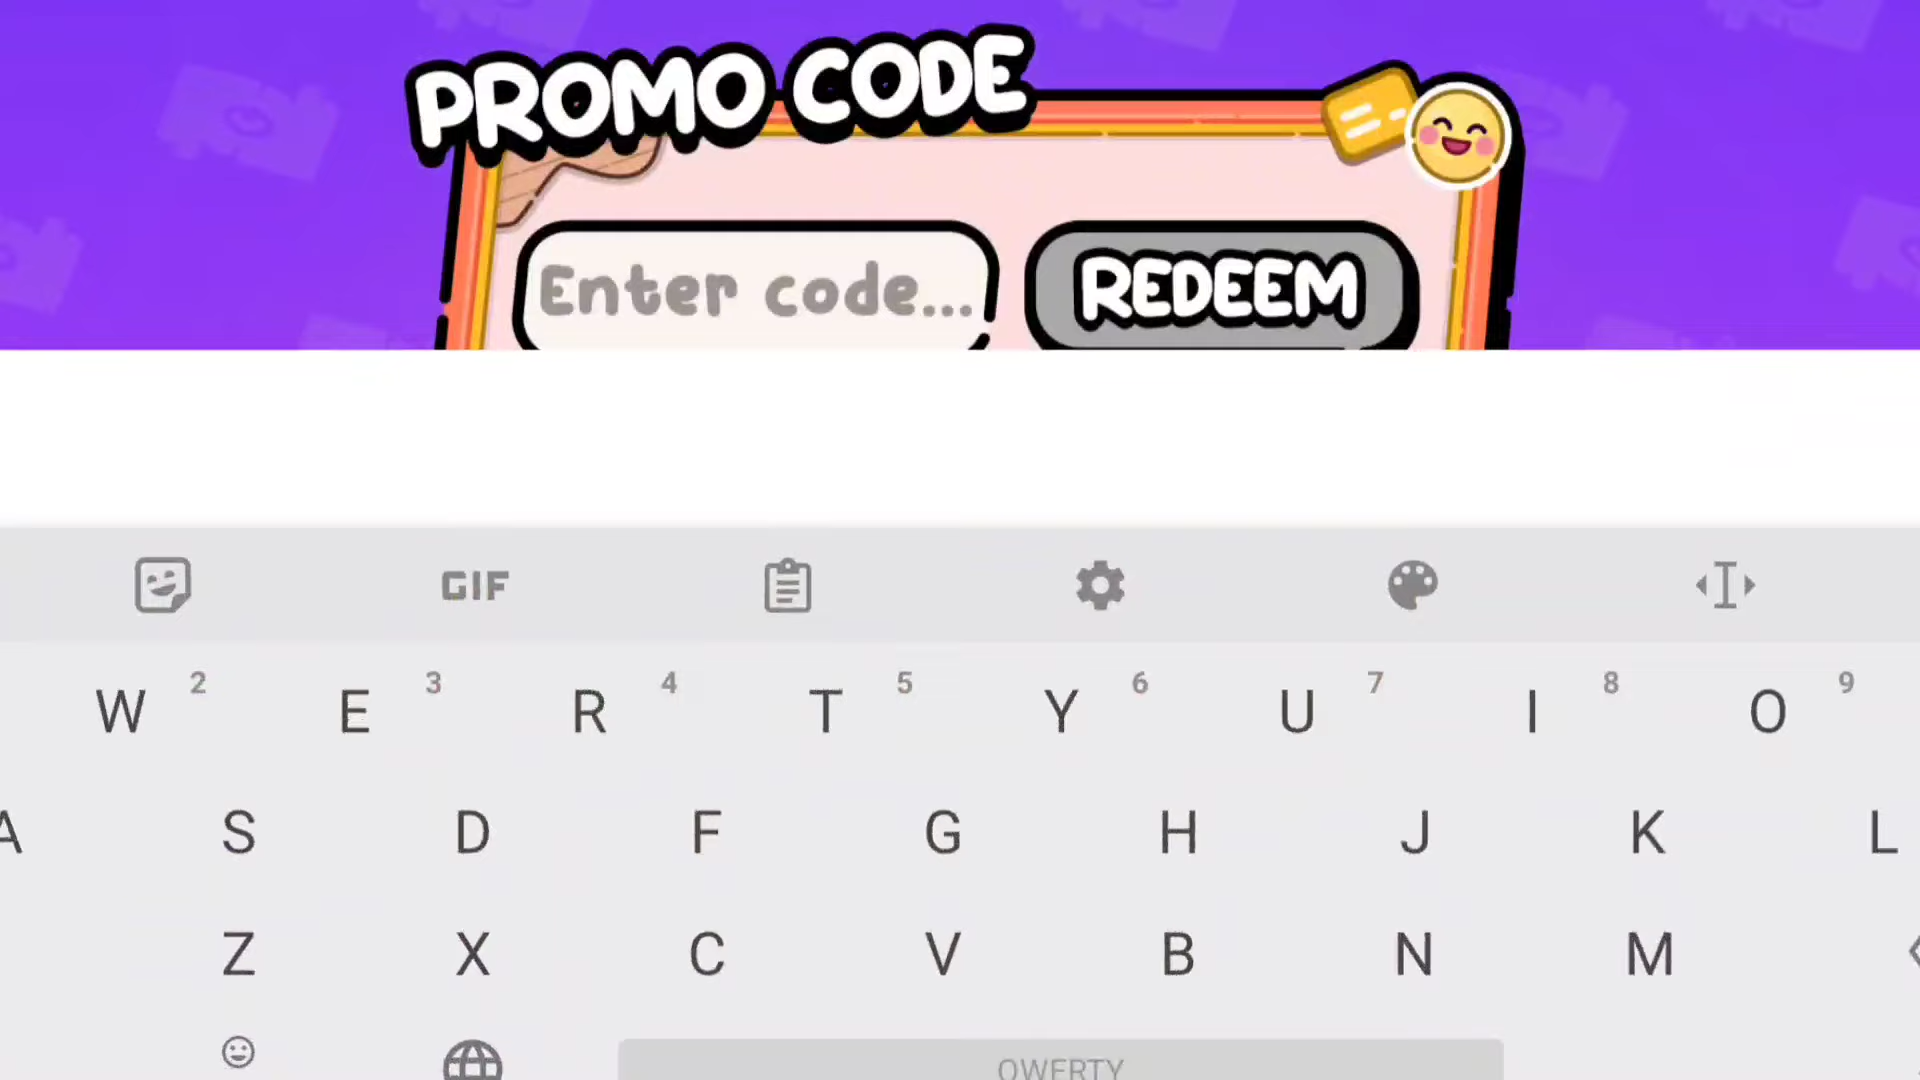 PROMO CODE
Enter code...
REDEEM
GIF
W 2 E 3 R 4 T 5 Y 6 U 7 I 8 O 9
A S D F G H J K L
Z X C V B N M
QWERTY